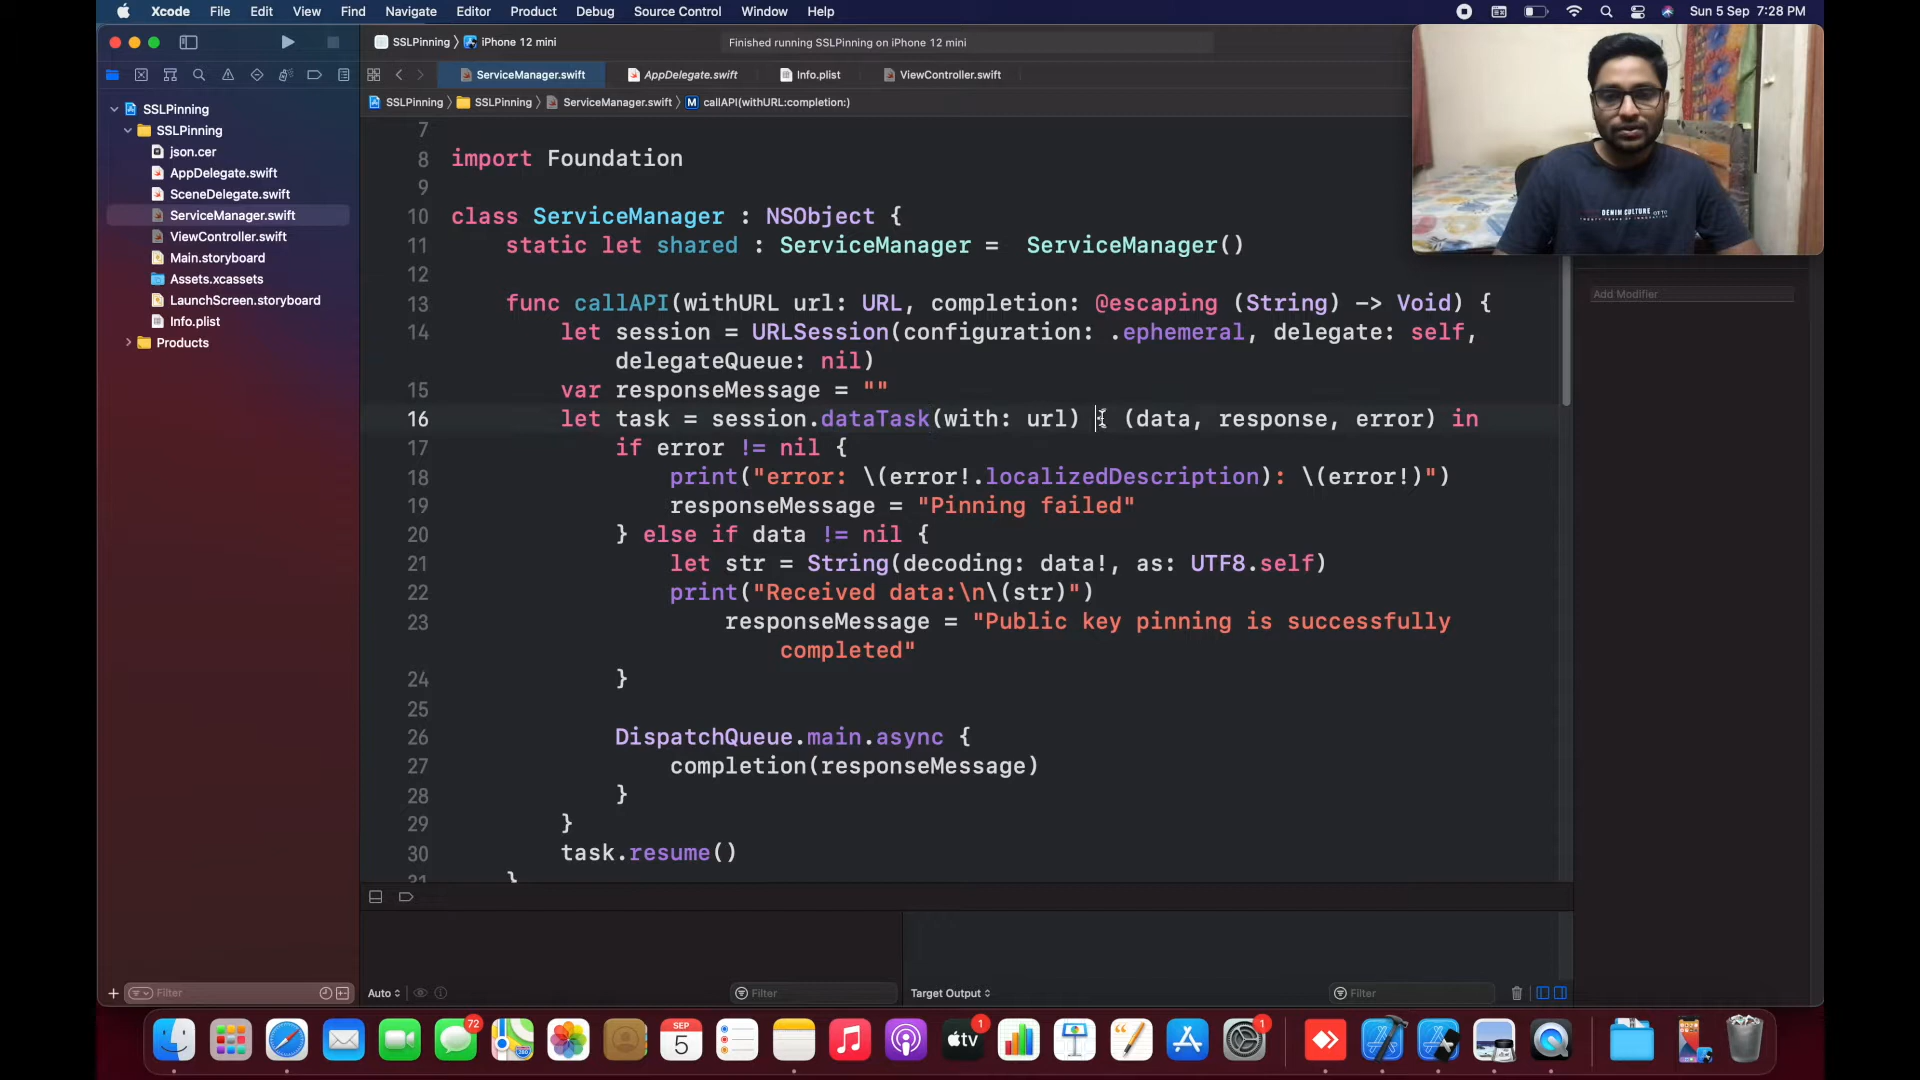 Xcode File Edit View Find Navigate Editor Product Debug Source Control Window Help
Sun 5 Sep 7:28 PM
SSLPinning
iPhone 12 mini
Finished running SSLPinning on iPhone 12 mini
ServiceManager.swift
AppDelegate.swift
Info.plist
ViewController.swift
SSLPinning
SSLPinning
ServiceManager.swift
M callAPI(withURL:completion:)
SSLPinning
SSLPinning
json.cer
AppDelegate.swift
SceneDelegate.swift
ServiceManager.swift
ViewController.swift
Main.storyboard
Assets.xcassets
LaunchScreen.storyboard
Info.plist
Products
7
8 import Foundation
9
10 class ServiceManager : NSObject {
11 static let shared : ServiceManager =  ServiceManager()
12
13 func callAPI(withURL url: URL, completion: @escaping (String) -> Void) {
14 let session = URLSession(configuration: .ephemeral, delegate: self,
delegateQueue: nil)
15 var responseMessage = ""
16 let task = session.dataTask(with: url) { (data, response, error) in
17 if error != nil {
18 print("error: \(error!.localizedDescription): \(error!)")
19 responseMessage = "Pinning failed"
20 } else if data != nil {
21 let str = String(decoding: data!, as: UTF8.self)
22 print("Received data:\n\(str)")
23 responseMessage = "Public key pinning is successfully
completed"
24 }
25
26 DispatchQueue.main.async {
27 completion(responseMessage)
28 }
29 }
30 task.resume()
31 }
DENIM CULTURE
Add Modifier
Filter
Auto
Filter
Target Output
Filter
72
SEP
5
tv
1
1